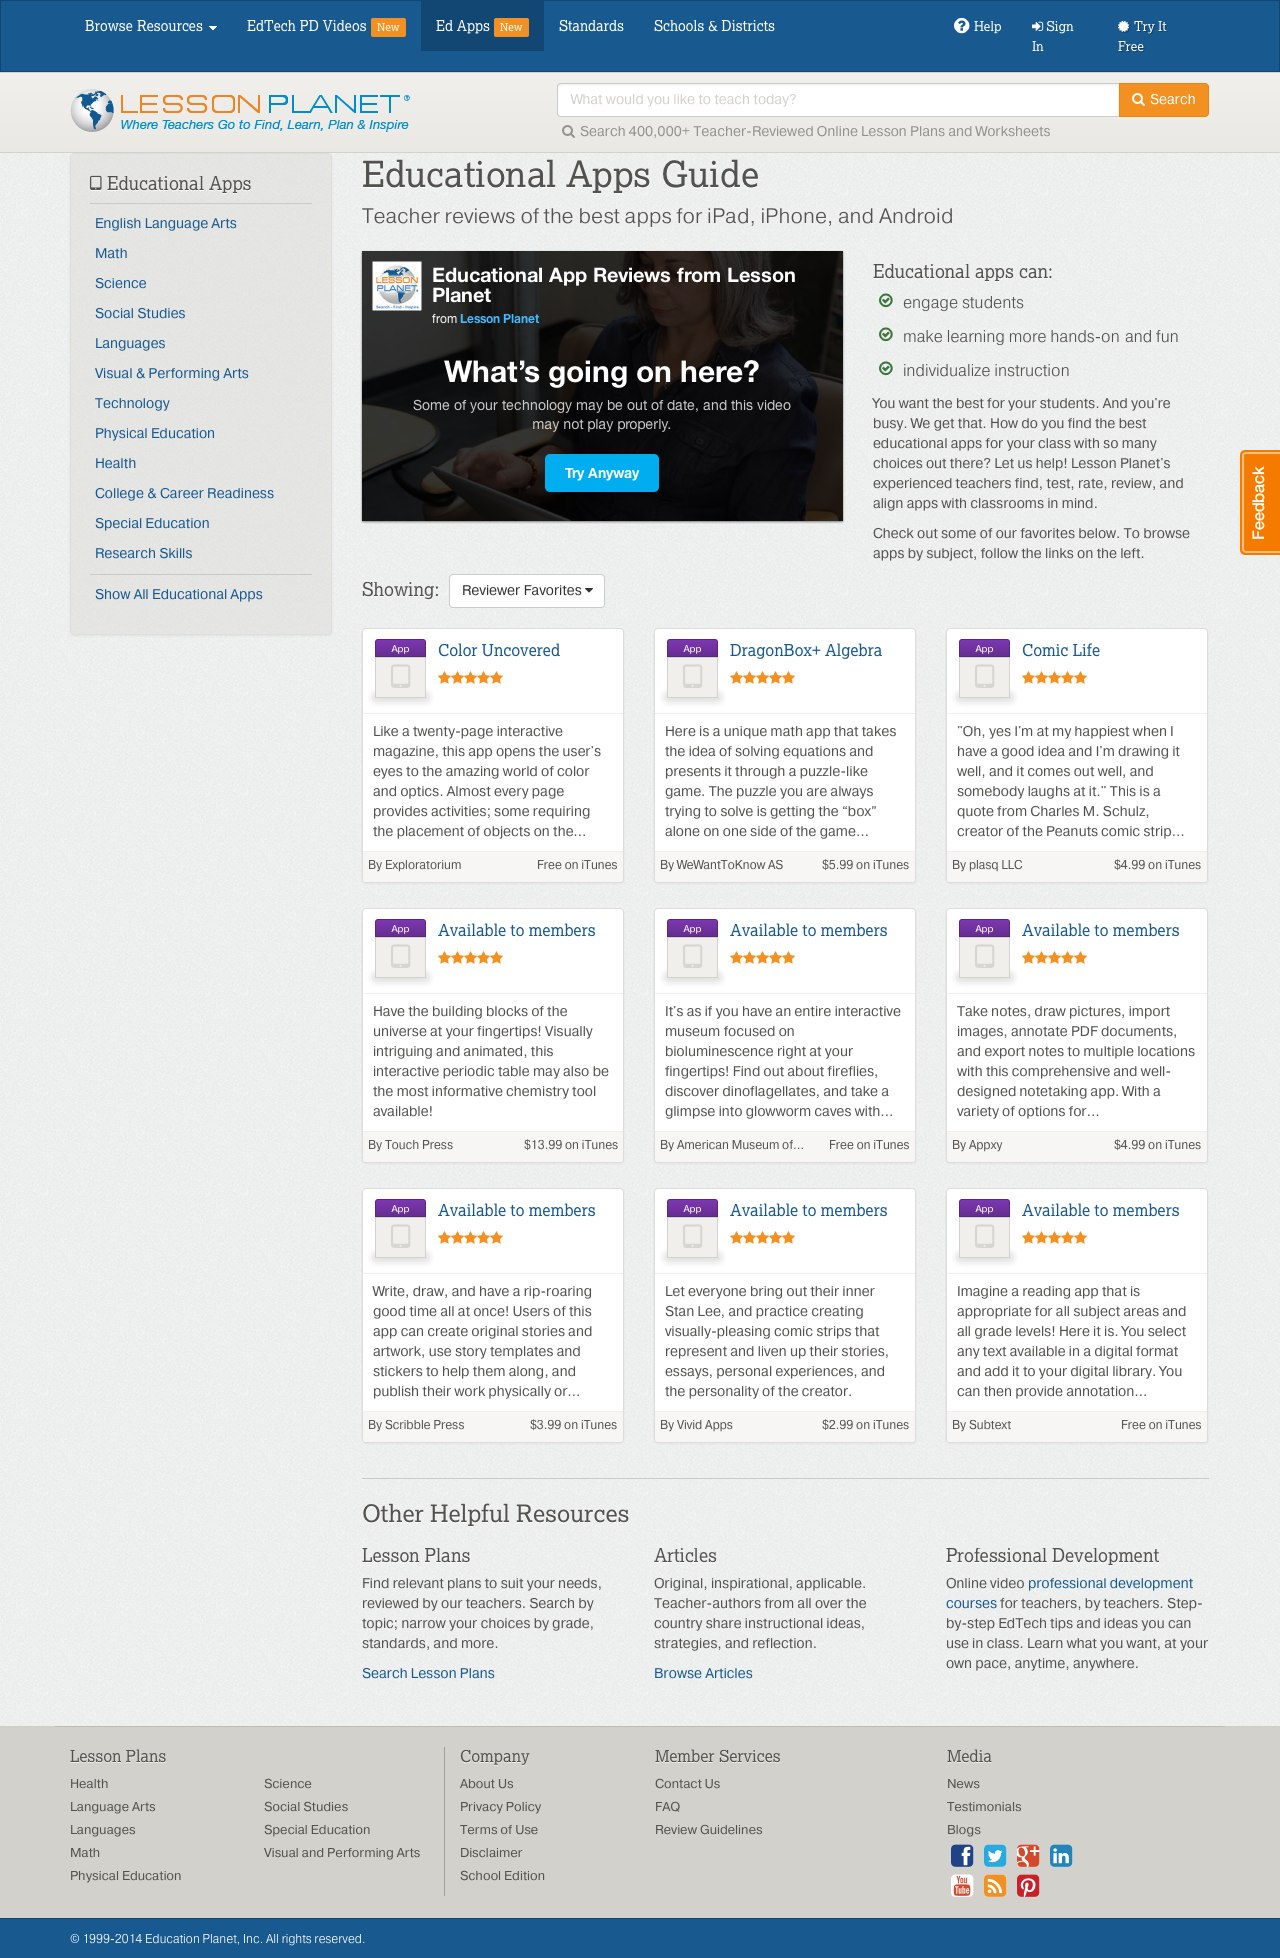 Browse Resources
EdTech PD Videos New
Ed Apps New
Standards
Schools & Districts
Help
Sign
In
Try It
Free
LESSON PLANET®
Where Teachers Go to Find, Learn, Plan & Inspire
What would you like to teach today?
Search
Search 400,000+ Teacher-Reviewed Online Lesson Plans and Worksheets
Educational Apps
English Language Arts
Math
Science
Social Studies
Languages
Visual & Performing Arts
Technology
Physical Education
Health
College & Career Readiness
Special Education
Research Skills
Show All Educational Apps
Educational Apps Guide
Teacher reviews of the best apps for iPad, iPhone, and Android
LESSON
PLANET
Educational App Reviews from Lesson
Planet
from Lesson Planet
What's going on here?
Some of your technology may be out of date, and this video
may not play properly.
Try Anyway
Educational apps can:
engage students
make learning more hands-on and fun
individualize instruction
You want the best for your students. And you're
busy. We get that. How do you find the best
educational apps for your class with so many
choices out there? Let us help! Lesson Planet's
experienced teachers find, test, rate, review, and
align apps with classrooms in mind.
Check out some of our favorites below. To browse
apps by subject, follow the links on the left.
Feedback
Showing:
Reviewer Favorites
App
Color Uncovered
Like a twenty-page interactive
magazine, this app opens the user's
eyes to the amazing world of color
and optics. Almost every page
provides activities; some requiring
the placement of objects on the...
By Exploratorium
Free on iTunes
App
DragonBox+ Algebra
Here is a unique math app that takes
the idea of solving equations and
presents it through a puzzle-like
game. The puzzle you are always
trying to solve is getting the “box”
alone on one side of the game...
By WeWantToKnow AS
$5.99 on iTunes
App
Comic Life
"Oh, yes I'm at my happiest when I
have a good idea and I'm drawing it
well, and it comes out well, and
somebody laughs at it." This is a
quote from Charles M. Schulz,
creator of the Peanuts comic strip...
By plasq LLC
$4.99 on iTunes
App
Available to members
Have the building blocks of the
universe at your fingertips! Visually
intriguing and animated, this
interactive periodic table may also be
the most informative chemistry tool
available!
By Touch Press
$13.99 on iTunes
App
Available to members
It's as if you have an entire interactive
museum focused on
bioluminescence right at your
fingertips! Find out about fireflies,
discover dinoflagellates, and take a
glimpse into glowworm caves with...
By American Museum of...
Free on iTunes
App
Available to members
Take notes, draw pictures, import
images, annotate PDF documents,
and export notes to multiple locations
with this comprehensive and well-
designed notetaking app. With a
variety of options for...
By Appxy
$4.99 on iTunes
App
Available to members
Write, draw, and have a rip-roaring
good time all at once! Users of this
app can create original stories and
artwork, use story templates and
stickers to help them along, and
publish their work physically or...
By Scribble Press
$3.99 on iTunes
App
Available to members
Let everyone bring out their inner
Stan Lee, and practice creating
visually-pleasing comic strips that
represent and liven up their stories,
essays, personal experiences, and
the personality of the creator.
By Vivid Apps
$2.99 on iTunes
App
Available to members
Imagine a reading app that is
appropriate for all subject areas and
all grade levels! Here it is. You select
any text available in a digital format
and add it to your digital library. You
can then provide annotation...
By Subtext
Free on iTunes
Other Helpful Resources
Lesson Plans
Find relevant plans to suit your needs,
reviewed by our teachers. Search by
topic; narrow your choices by grade,
standards, and more.
Search Lesson Plans
Articles
Original, inspirational, applicable.
Teacher-authors from all over the
country share instructional ideas,
strategies, and reflection.
Browse Articles
Professional Development
Online video professional development
courses for teachers, by teachers. Step-
by-step EdTech tips and ideas you can
use in class. Learn what you want, at your
own pace, anytime, anywhere.
Lesson Plans
Health
Language Arts
Languages
Math
Physical Education
Science
Social Studies
Special Education
Visual and Performing Arts
Company
About Us
Privacy Policy
Terms of Use
Disclaimer
School Edition
Member Services
Contact Us
FAQ
Review Guidelines
Media
News
Testimonials
Blogs
You
Tube
© 1999-2014 Education Planet, Inc. All rights reserved.